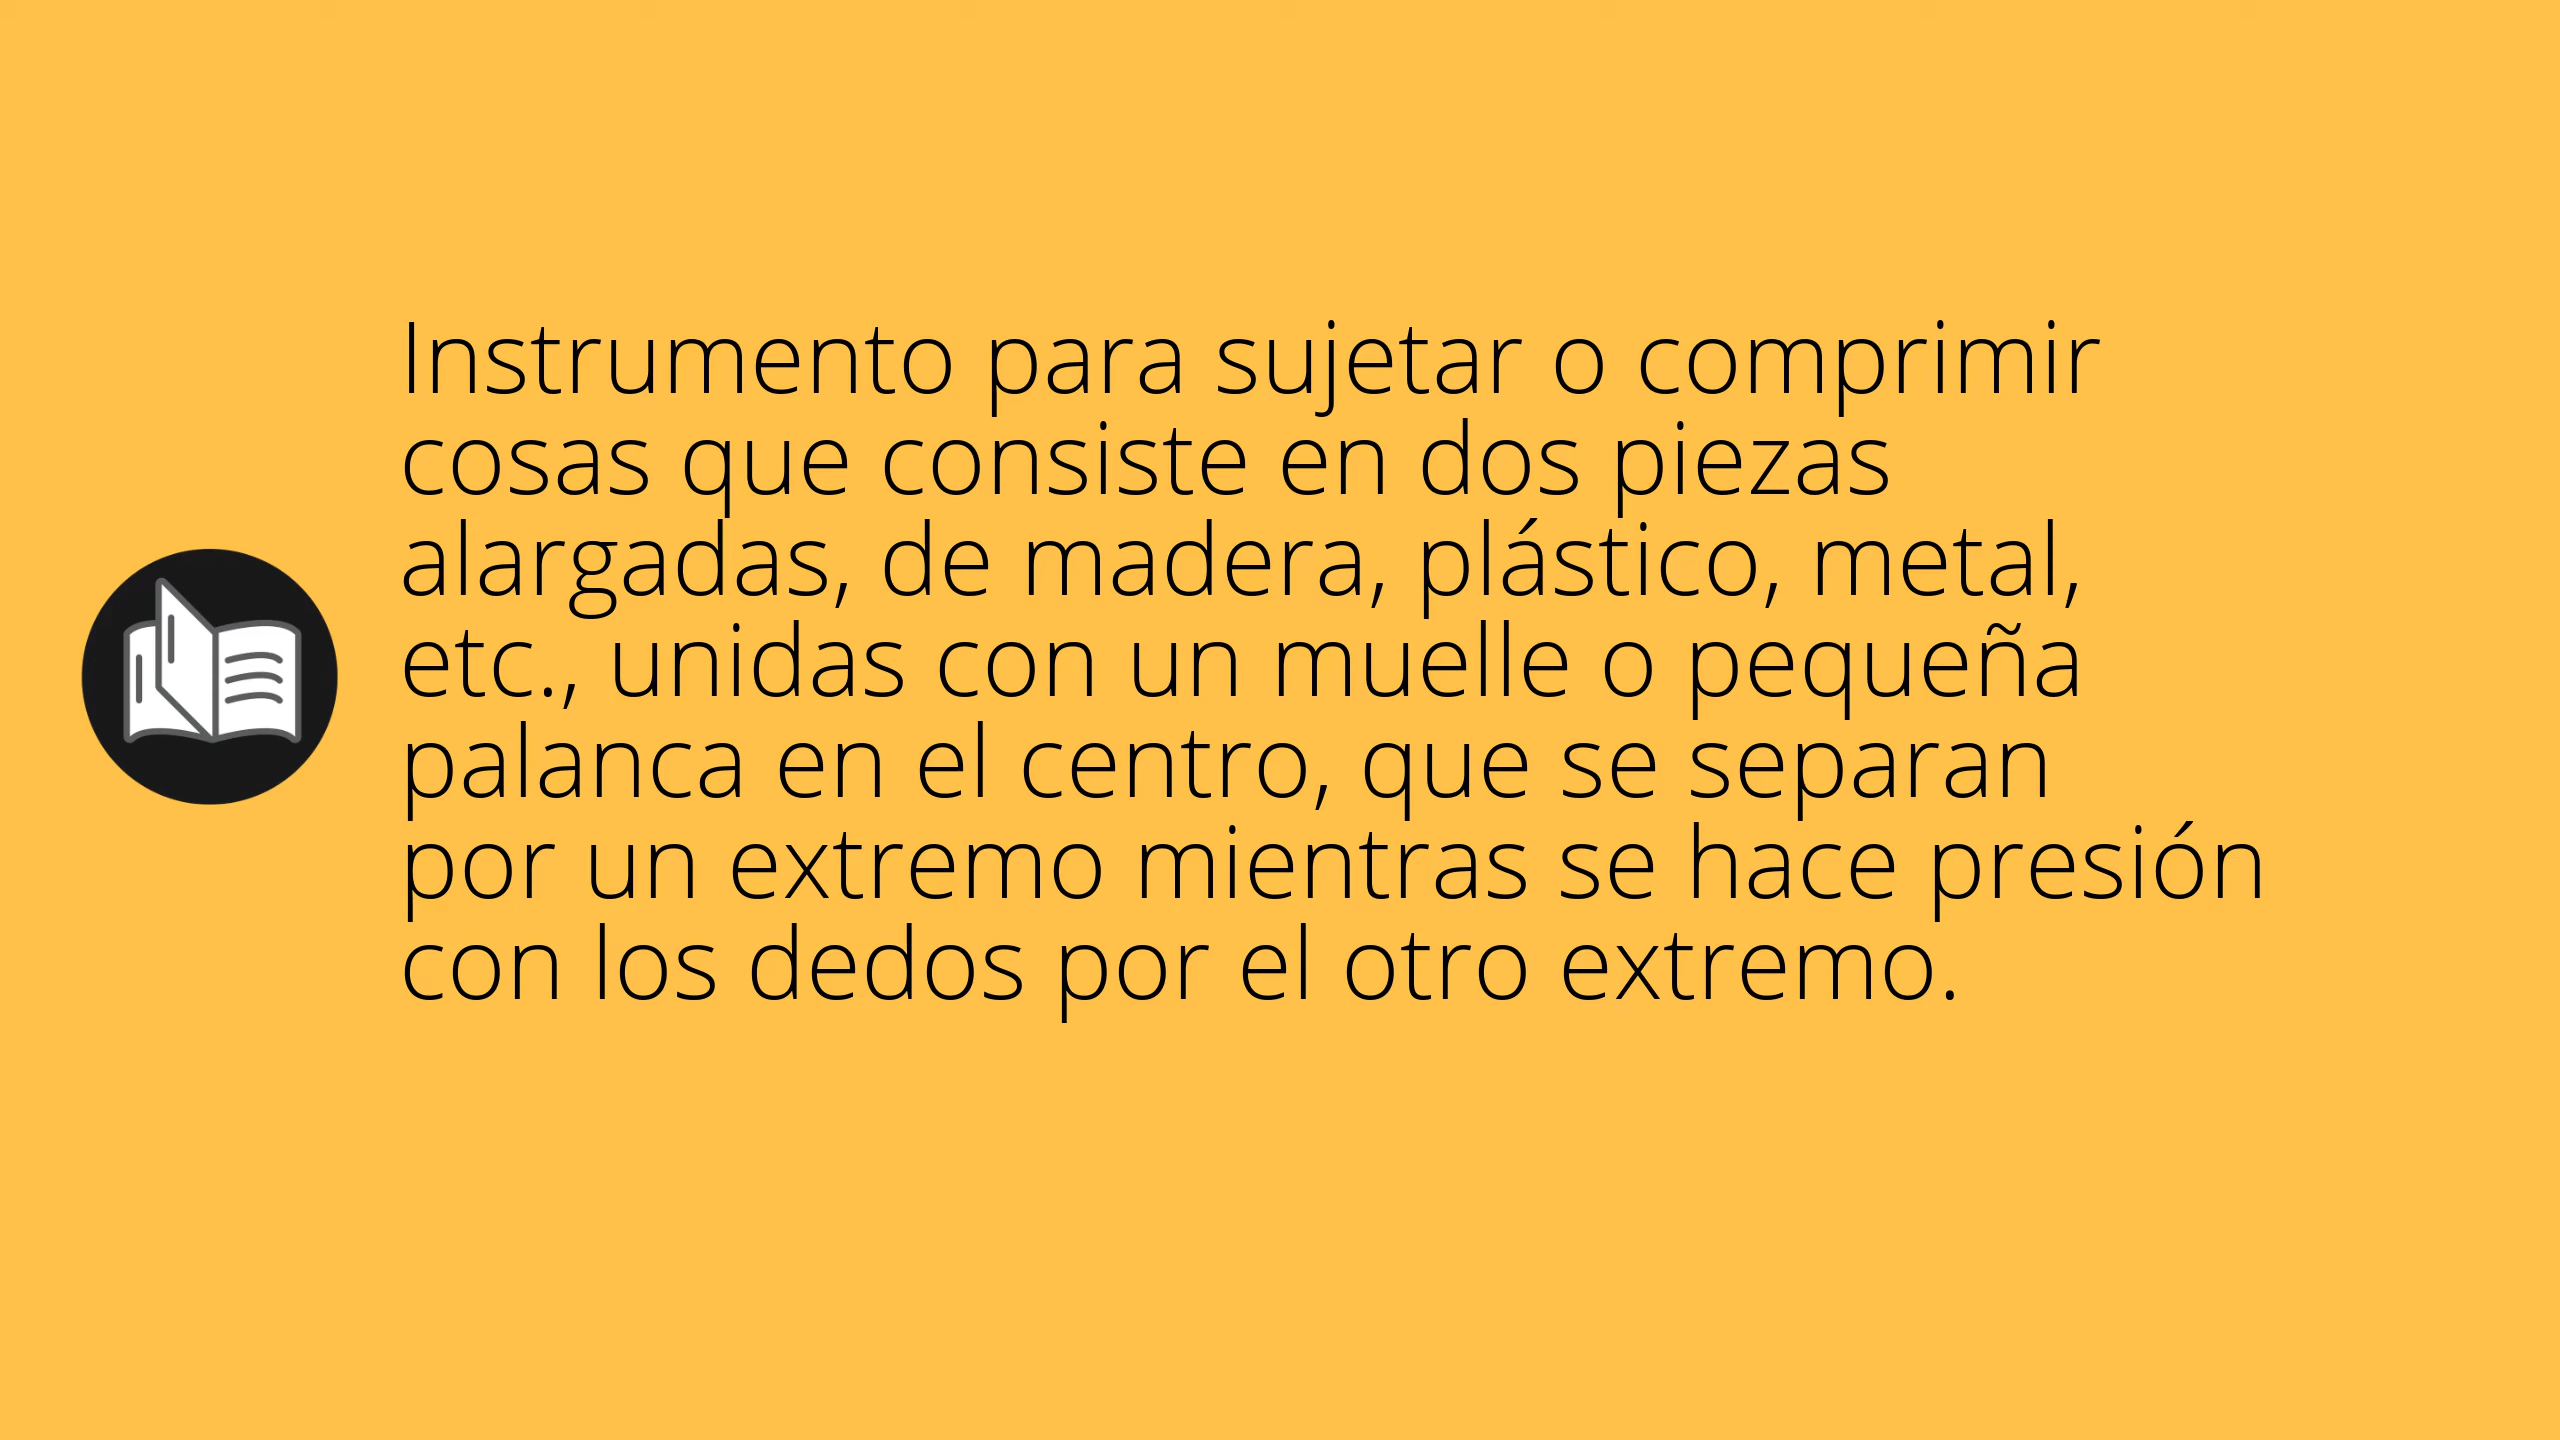 Instrumento para sujetar o comprimir
cosas que consiste en dos piezas
alargadas, de madera, plástico, metal,
etc., unidas con un muelle o pequeña
palanca en el centro, que se separan
por un extremo mientras se hace presión
con los dedos por el otro extremo.